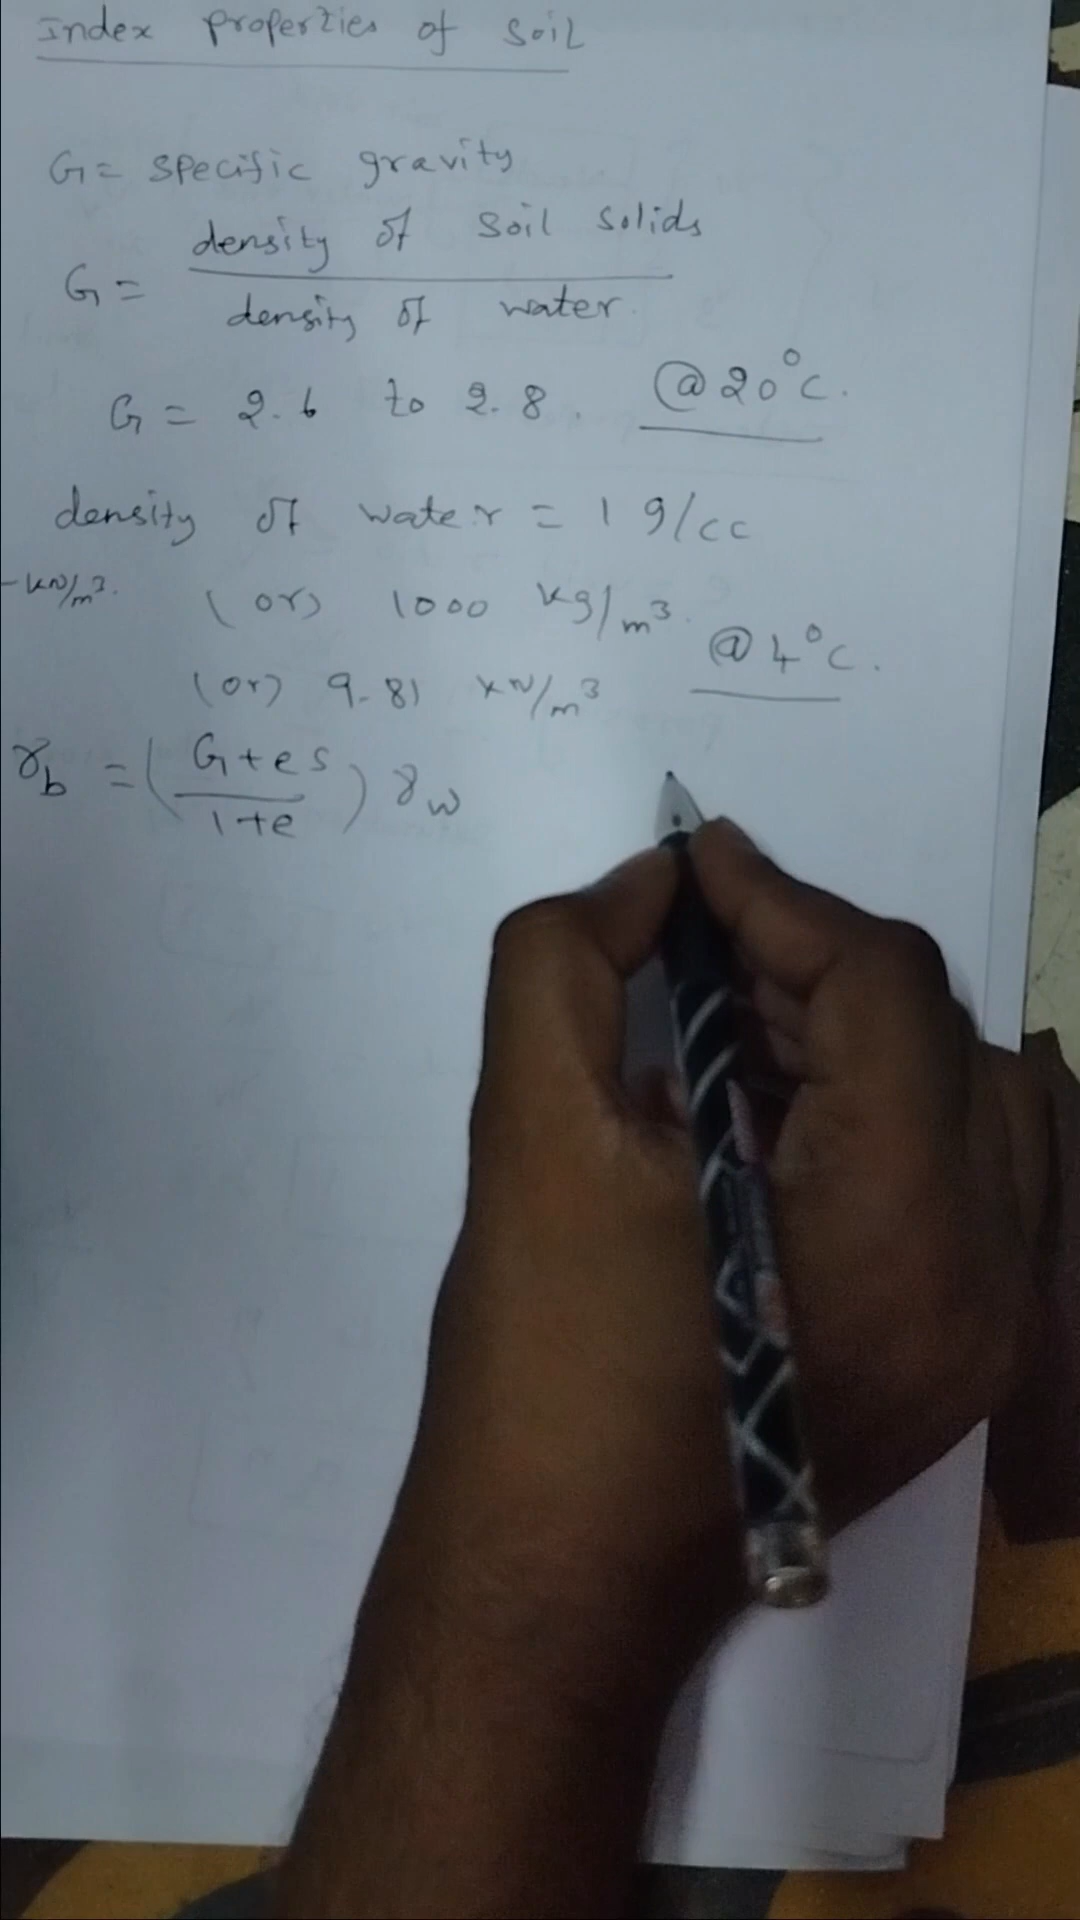 Index properties of soil
G = specific gravity
G = density of soil solids
density of water.
G = 2.6 to 2.8. @ 20°C.
density of water = 1 g/cc
- kN/m³. (or) 1000 kg/m³.
@ 4°C.
(or) 9.81 kN/m³
γb = (G+es / 1+e) γw